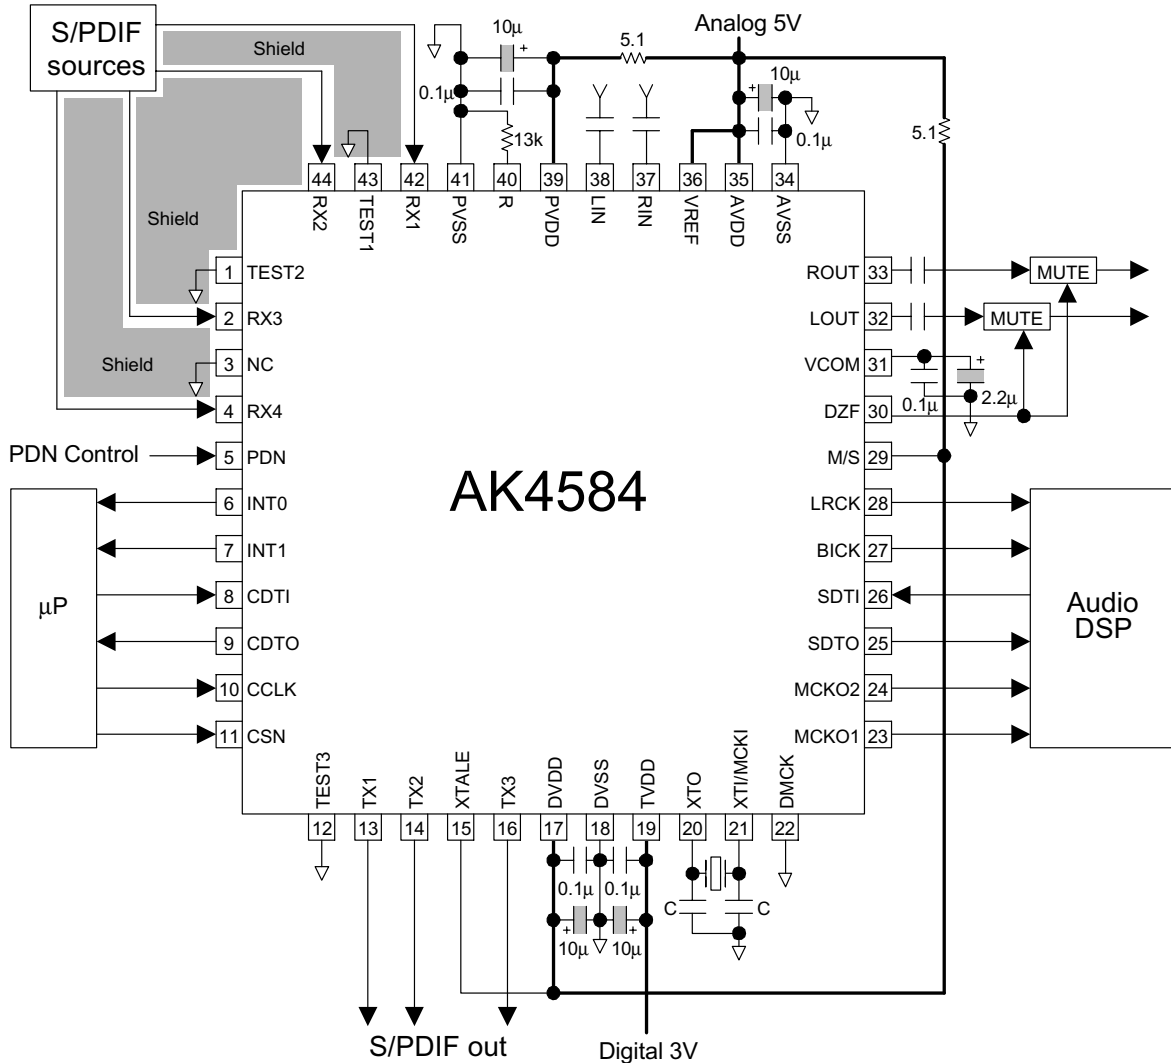 S/PDIF
sources
Shield
Shield
Shield
Analog 5V
10μ
+
0.1μ
13k
5.1
+
10μ
0.1μ
5.1
44
43
42
41
40
39
38
37
36
35
34
RX2
TEST1
RX1
PVSS
R
PVDD
LIN
RIN
VREF
AVDD
AVSS
1 TEST2
2 RX3
3 NC
4 RX4
PDN Control
5 PDN
6 INT0
7 INT1
8 CDTI
9 CDTO
10 CCLK
11 CSN
μP
AK4584
ROUT 33
MUTE
LOUT 32
MUTE
VCOM 31
+
0.1μ
2.2μ
DZF 30
M/S 29
LRCK 28
BICK 27
SDTI 26
SDTO 25
MCKO2 24
MCKO1 23
Audio
DSP
TEST3
TX1
TX2
XTALE
TX3
DVDD
DVSS
TVDD
XTO
XTI/MCKI
DMCK
12
13
14
15
16
17
18
19
20
21
22
0.1μ
0.1μ
+
10μ
+
10μ
C
C
S/PDIF out
Digital 3V